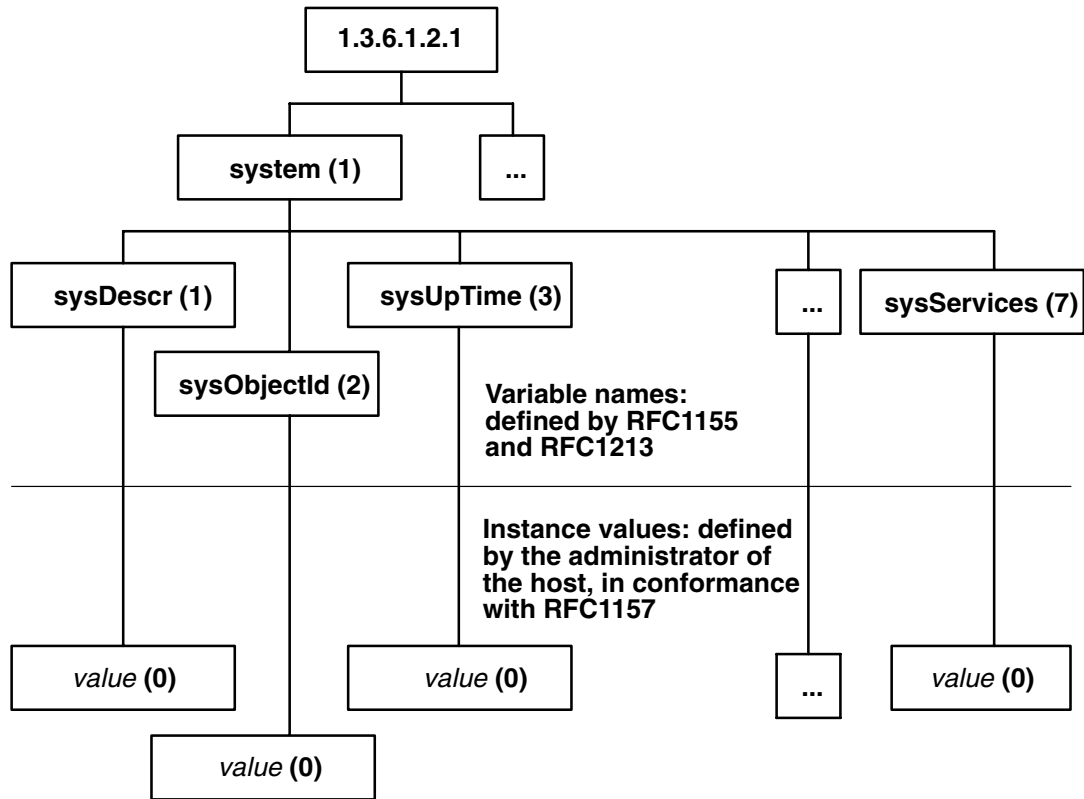 1.3.6.1.2.1
system (1)
...
sysDescr (1)
sysUpTime (3)
...
sysServices (7)
sysObjectId (2)
Variable names:
defined by RFC1155
and RFC1213
Instance values: defined
by the administrator of
the host, in conformance
with RFC1157
value (0)
value (0)
...
value (0)
value (0)